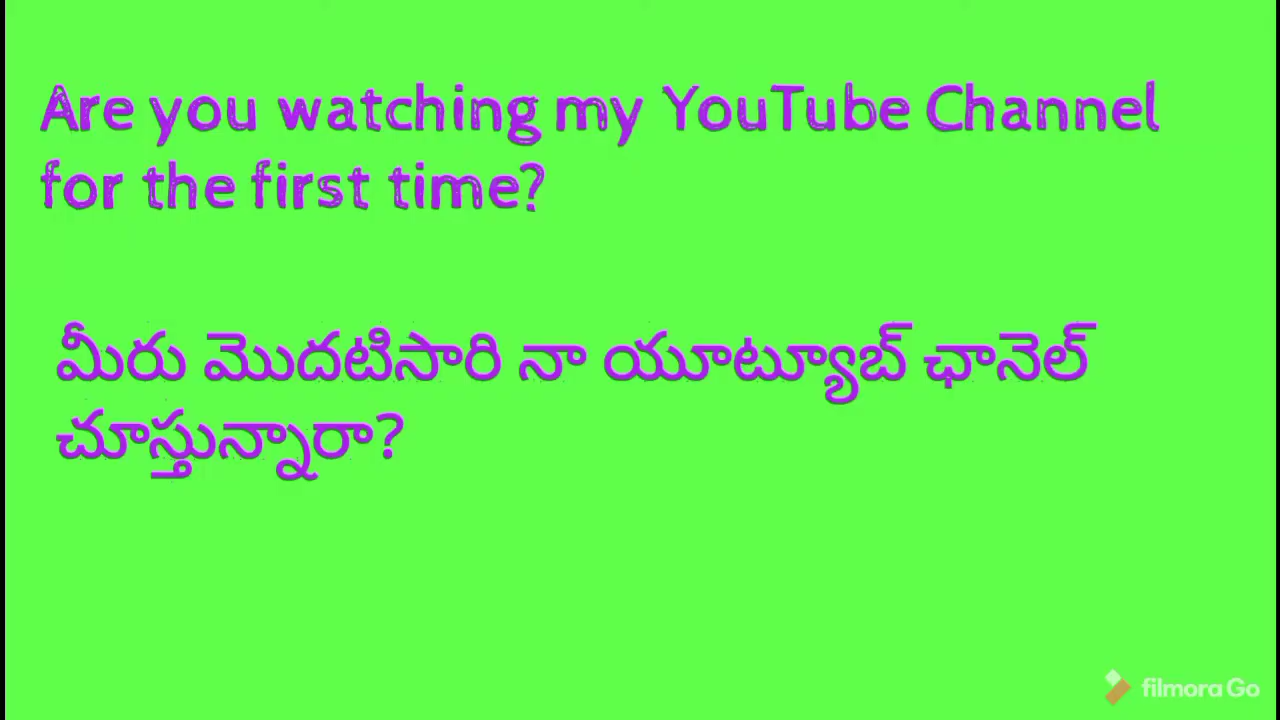 Are you watching my YouTube Channel
for the first time?
మీరు మొదటిసారి నా యూట్యూబ్ ఛానెల్
చూస్తున్నారా?
filmora Go